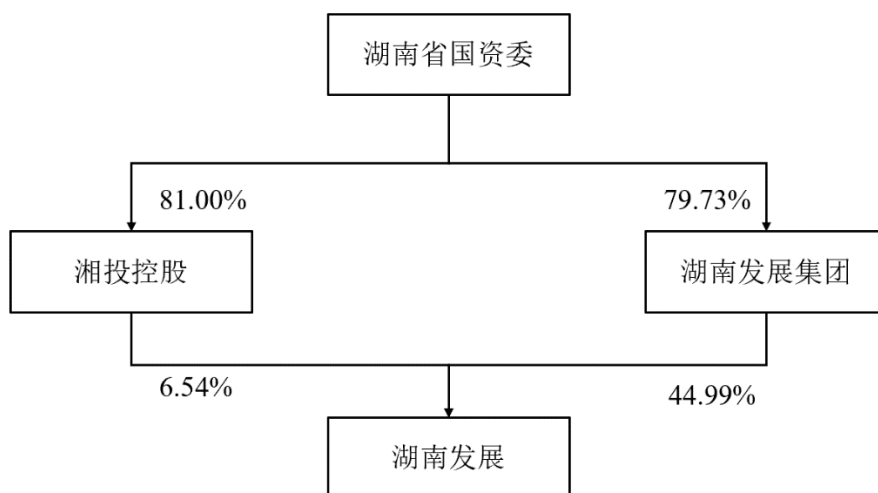 湖南省国资委
81.00%
79.73%
湘投控股
湖南发展集团
6.54%
44.99%
湖南发展